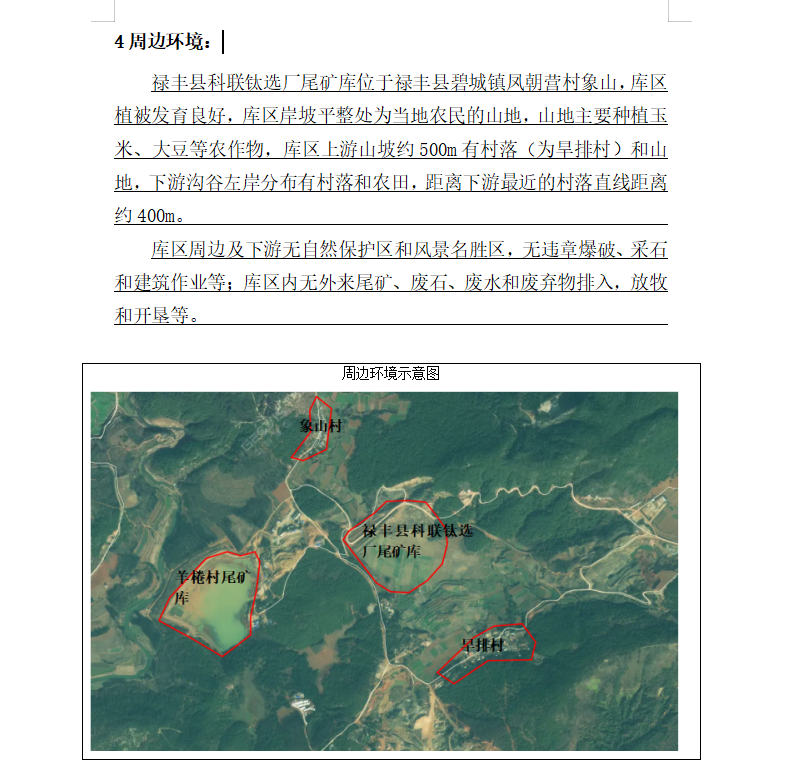 4 周边环境：
禄丰县科联钛选厂尾矿库位于禄丰县碧城镇凤朝营村象山，库区
植被发育良好，库区岸坡平整处为当地农民的山地，山地主要种植玉
米、大豆等农作物，库区上游山坡约 500m 有村落（为旱排村）和山
地，下游沟谷左岸分布有村落和农田，距离下游最近的村落直线距离
约 400m。
库区周边及下游无自然保护区和风景名胜区，无违章爆破、采石
和建筑作业等；库区内无外来尾矿、废石、废水和废弃物排入，放牧
和开垦等。
周边环境示意图
象山村
禄丰县科联钛选
厂尾矿库
羊桊村尾矿
库
旱排村